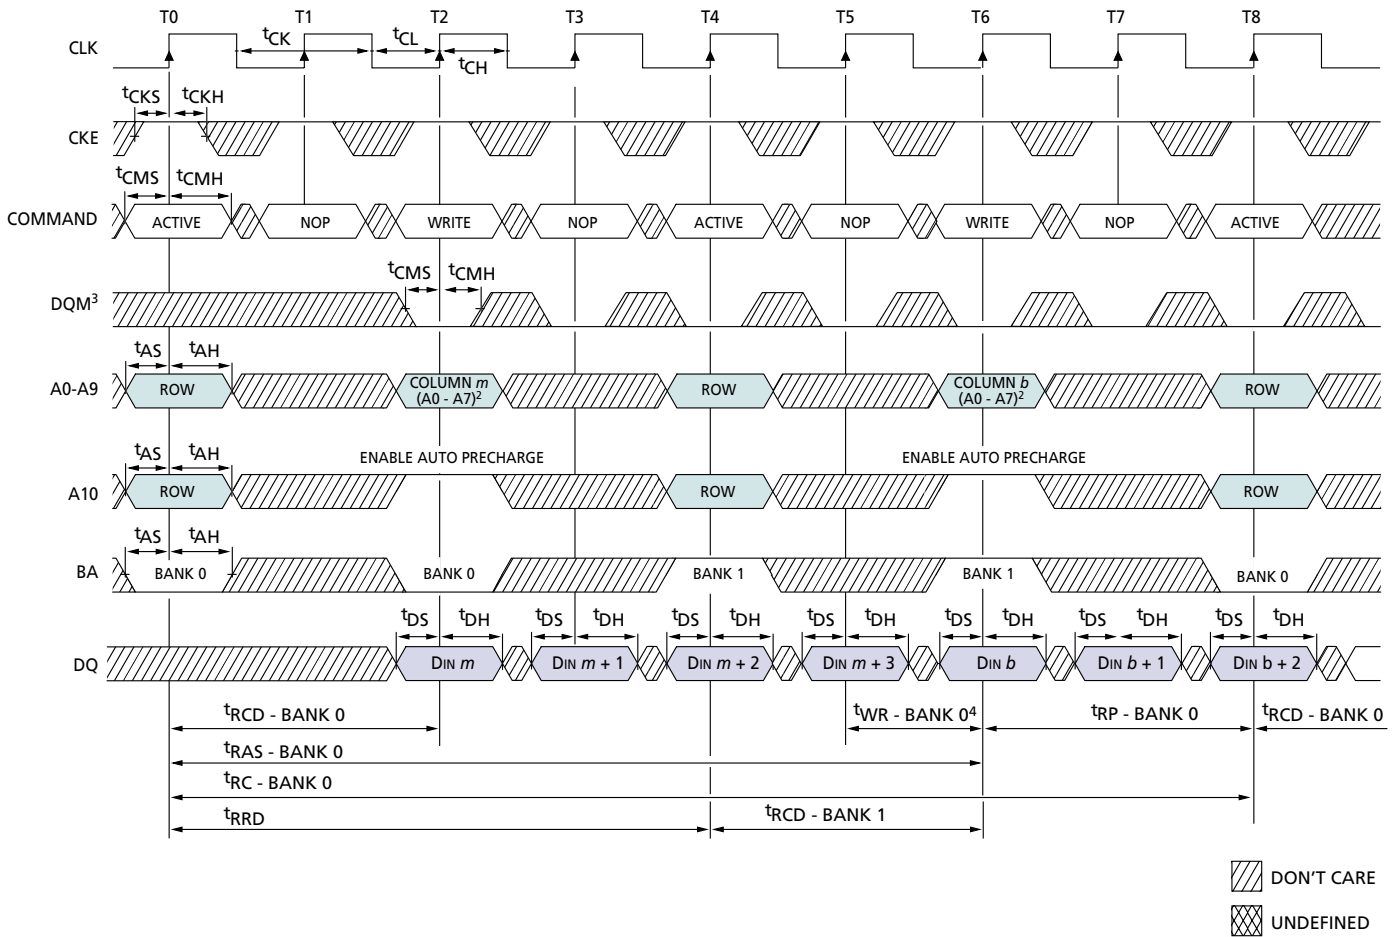 T0 T1 T2 T3 T4 T5 T6 T7 T8
CLK
tCK tCL
tCH
tCKS tCKH
CKE
tCMS tCMH
COMMAND ACTIVE NOP WRITE NOP ACTIVE NOP WRITE NOP ACTIVE
tCMS tCMH
DQM3
tAS tAH
A0-A9 ROW COLUMN m (A0 - A7)2 ROW COLUMN b (A0 - A7)2 ROW
tAS tAH
ENABLE AUTO PRECHARGE ENABLE AUTO PRECHARGE
A10 ROW ROW ROW
tAS tAH
BA BANK 0 BANK 0 BANK 1 BANK 1 BANK 0
tDS tDH tDS tDH tDS tDH tDS tDH tDS tDH tDS tDH tDS tDH
DQ DIN m DIN m + 1 DIN m + 2 DIN m + 3 DIN b DIN b + 1 DIN b + 2
tRCD - BANK 0 tWR - BANK 04 tRP - BANK 0 tRCD - BANK 0
tRAS - BANK 0
tRC - BANK 0
tRRD tRCD - BANK 1
DON'T CARE
UNDEFINED